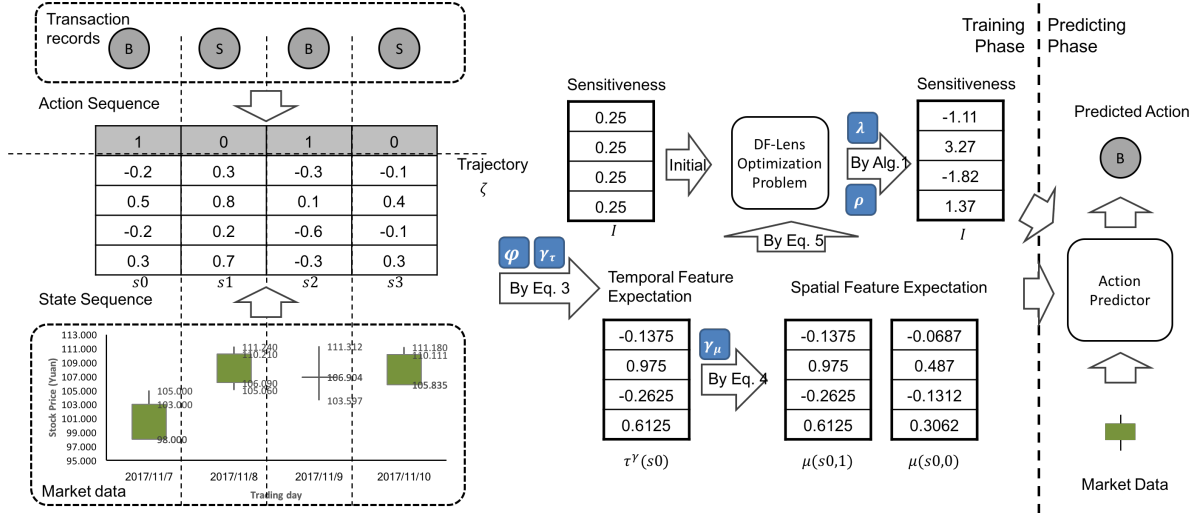 Transaction
records
B
S
B
S
Action Sequence
1 0 1 0
-0.2 0.3 -0.3 -0.1
0.5 0.8 0.1 0.4
-0.2 0.2 -0.6 -0.1
0.3 0.7 -0.3 0.3
s0 s1 s2 s3
Trajectory
ζ
State Sequence
113.000
111.000
109.000
107.000
105.000
103.000
101.000
99.000
97.000
95.000
Stock Price (Yuan)
105.000
103.000
98.000
111.240
110.210
106.090
105.060
111.312
106.904
103.597
111.180
110.111
105.835
2017/11/7 2017/11/8 2017/11/9 2017/11/10
Trading day
Market data
Sensitiveness
0.25
0.25
0.25
0.25
I
Initial
DF-Lens
Optimization
Problem
λ
By Alg.1
ρ
Sensitiveness
-1.11
3.27
-1.82
1.37
I
By Eq. 5
φ γτ
By Eq. 3
Temporal Feature
Expectation
-0.1375
0.975
-0.2625
0.6125
τ^γ(s0)
γμ
By Eq. 4
Spatial Feature Expectation
-0.1375 -0.0687
0.975 0.487
-0.2625 -0.1312
0.6125 0.3062
μ(s0,1) μ(s0,0)
Training
Phase
Predicting
Phase
Predicted Action
B
Action
Predictor
Market Data